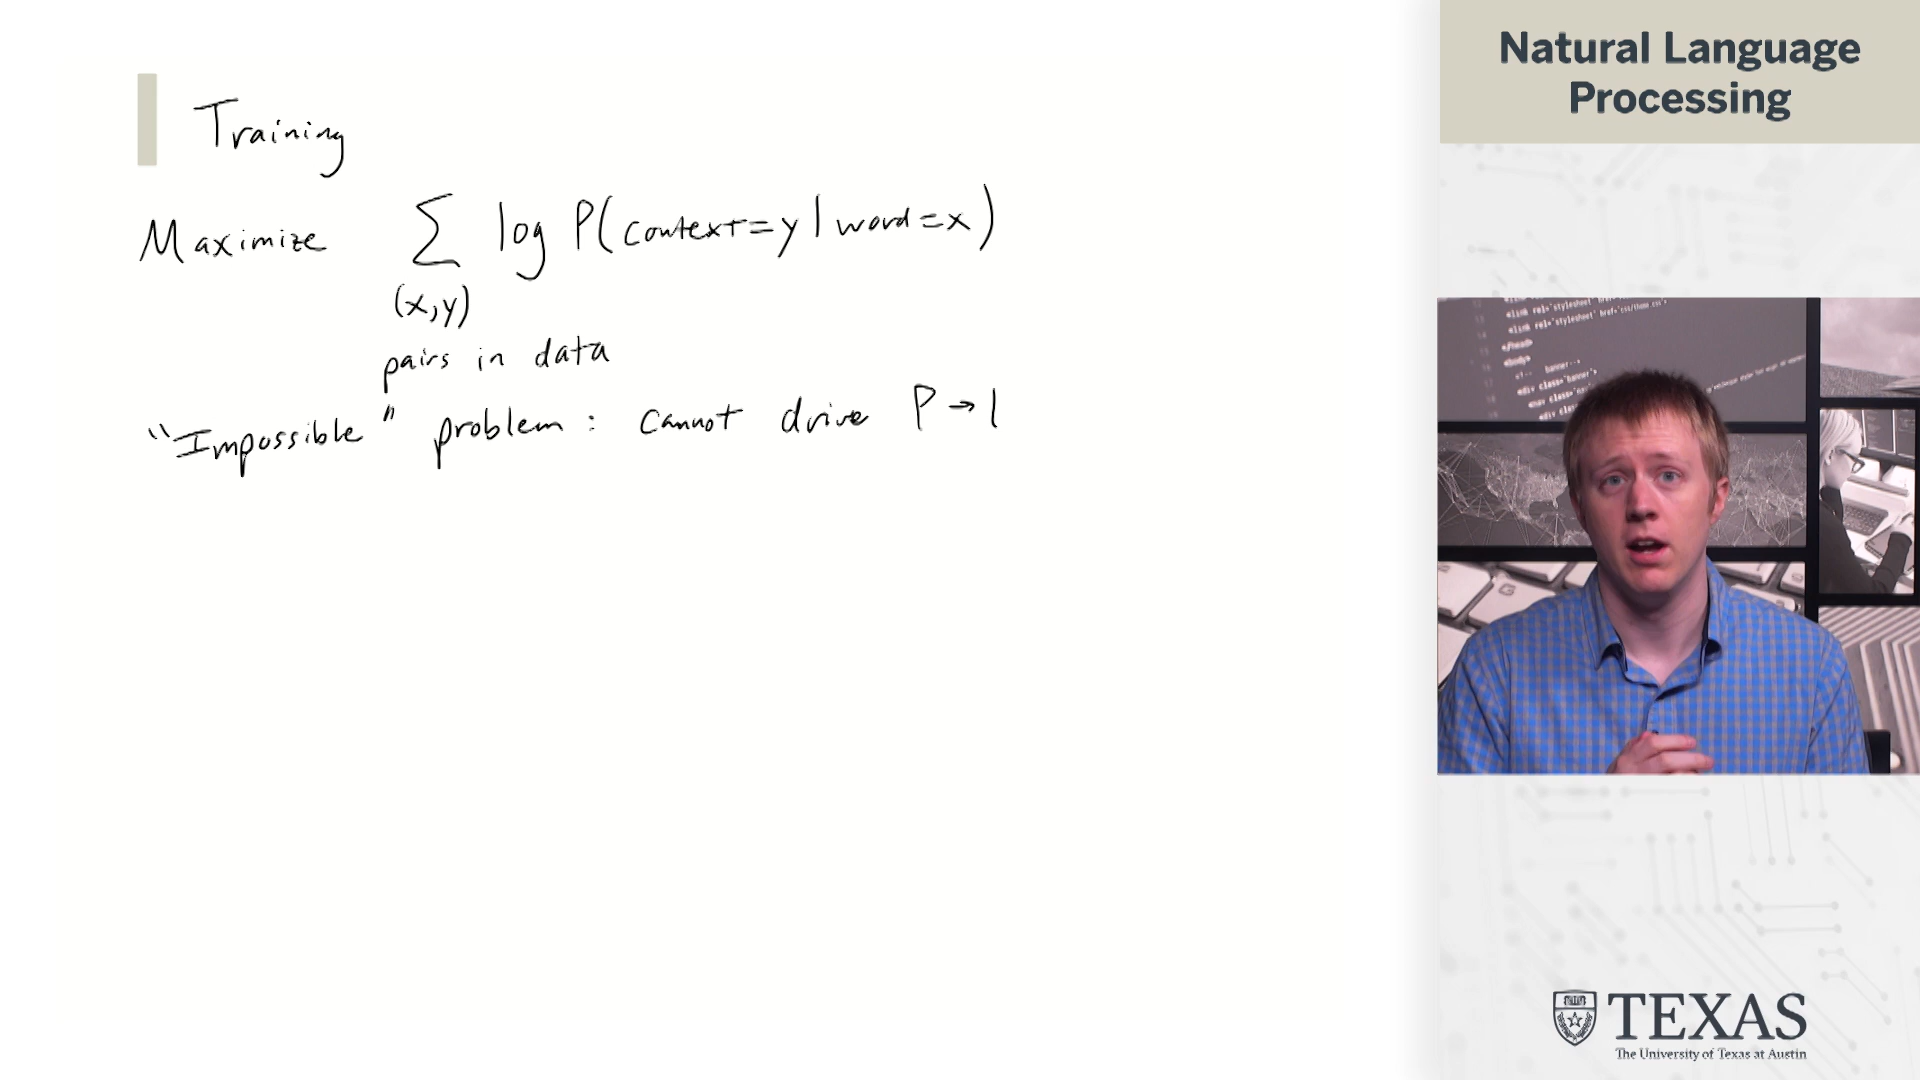 Training
Maximize ∑ log P(context=y | word=x)
(x,y)
pairs in data
"Impossible" problem: cannot drive P → 1
Natural Language
Processing
TEXAS
The University of Texas at Austin